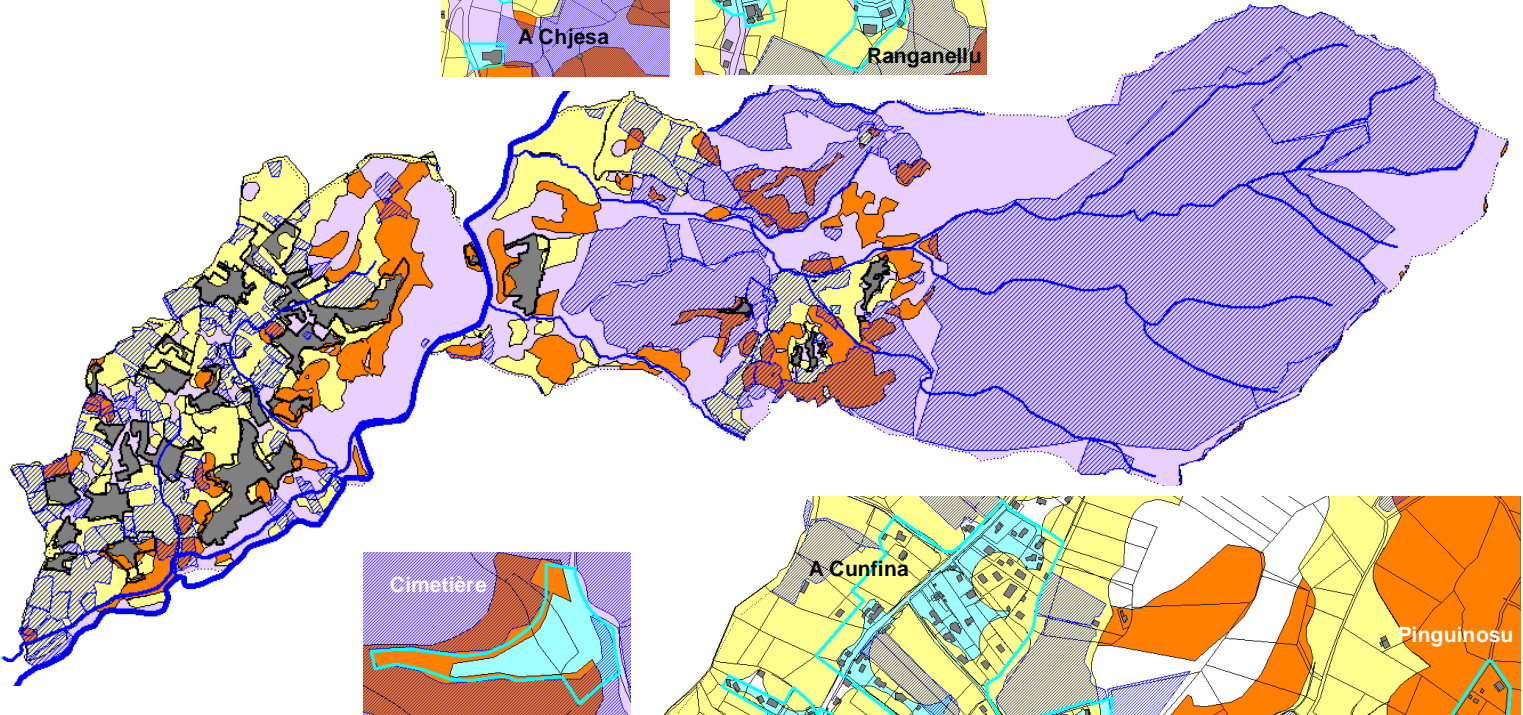 A Chjesa
Ranganellu
Cimetière
A Cunfina
Pinguinosu